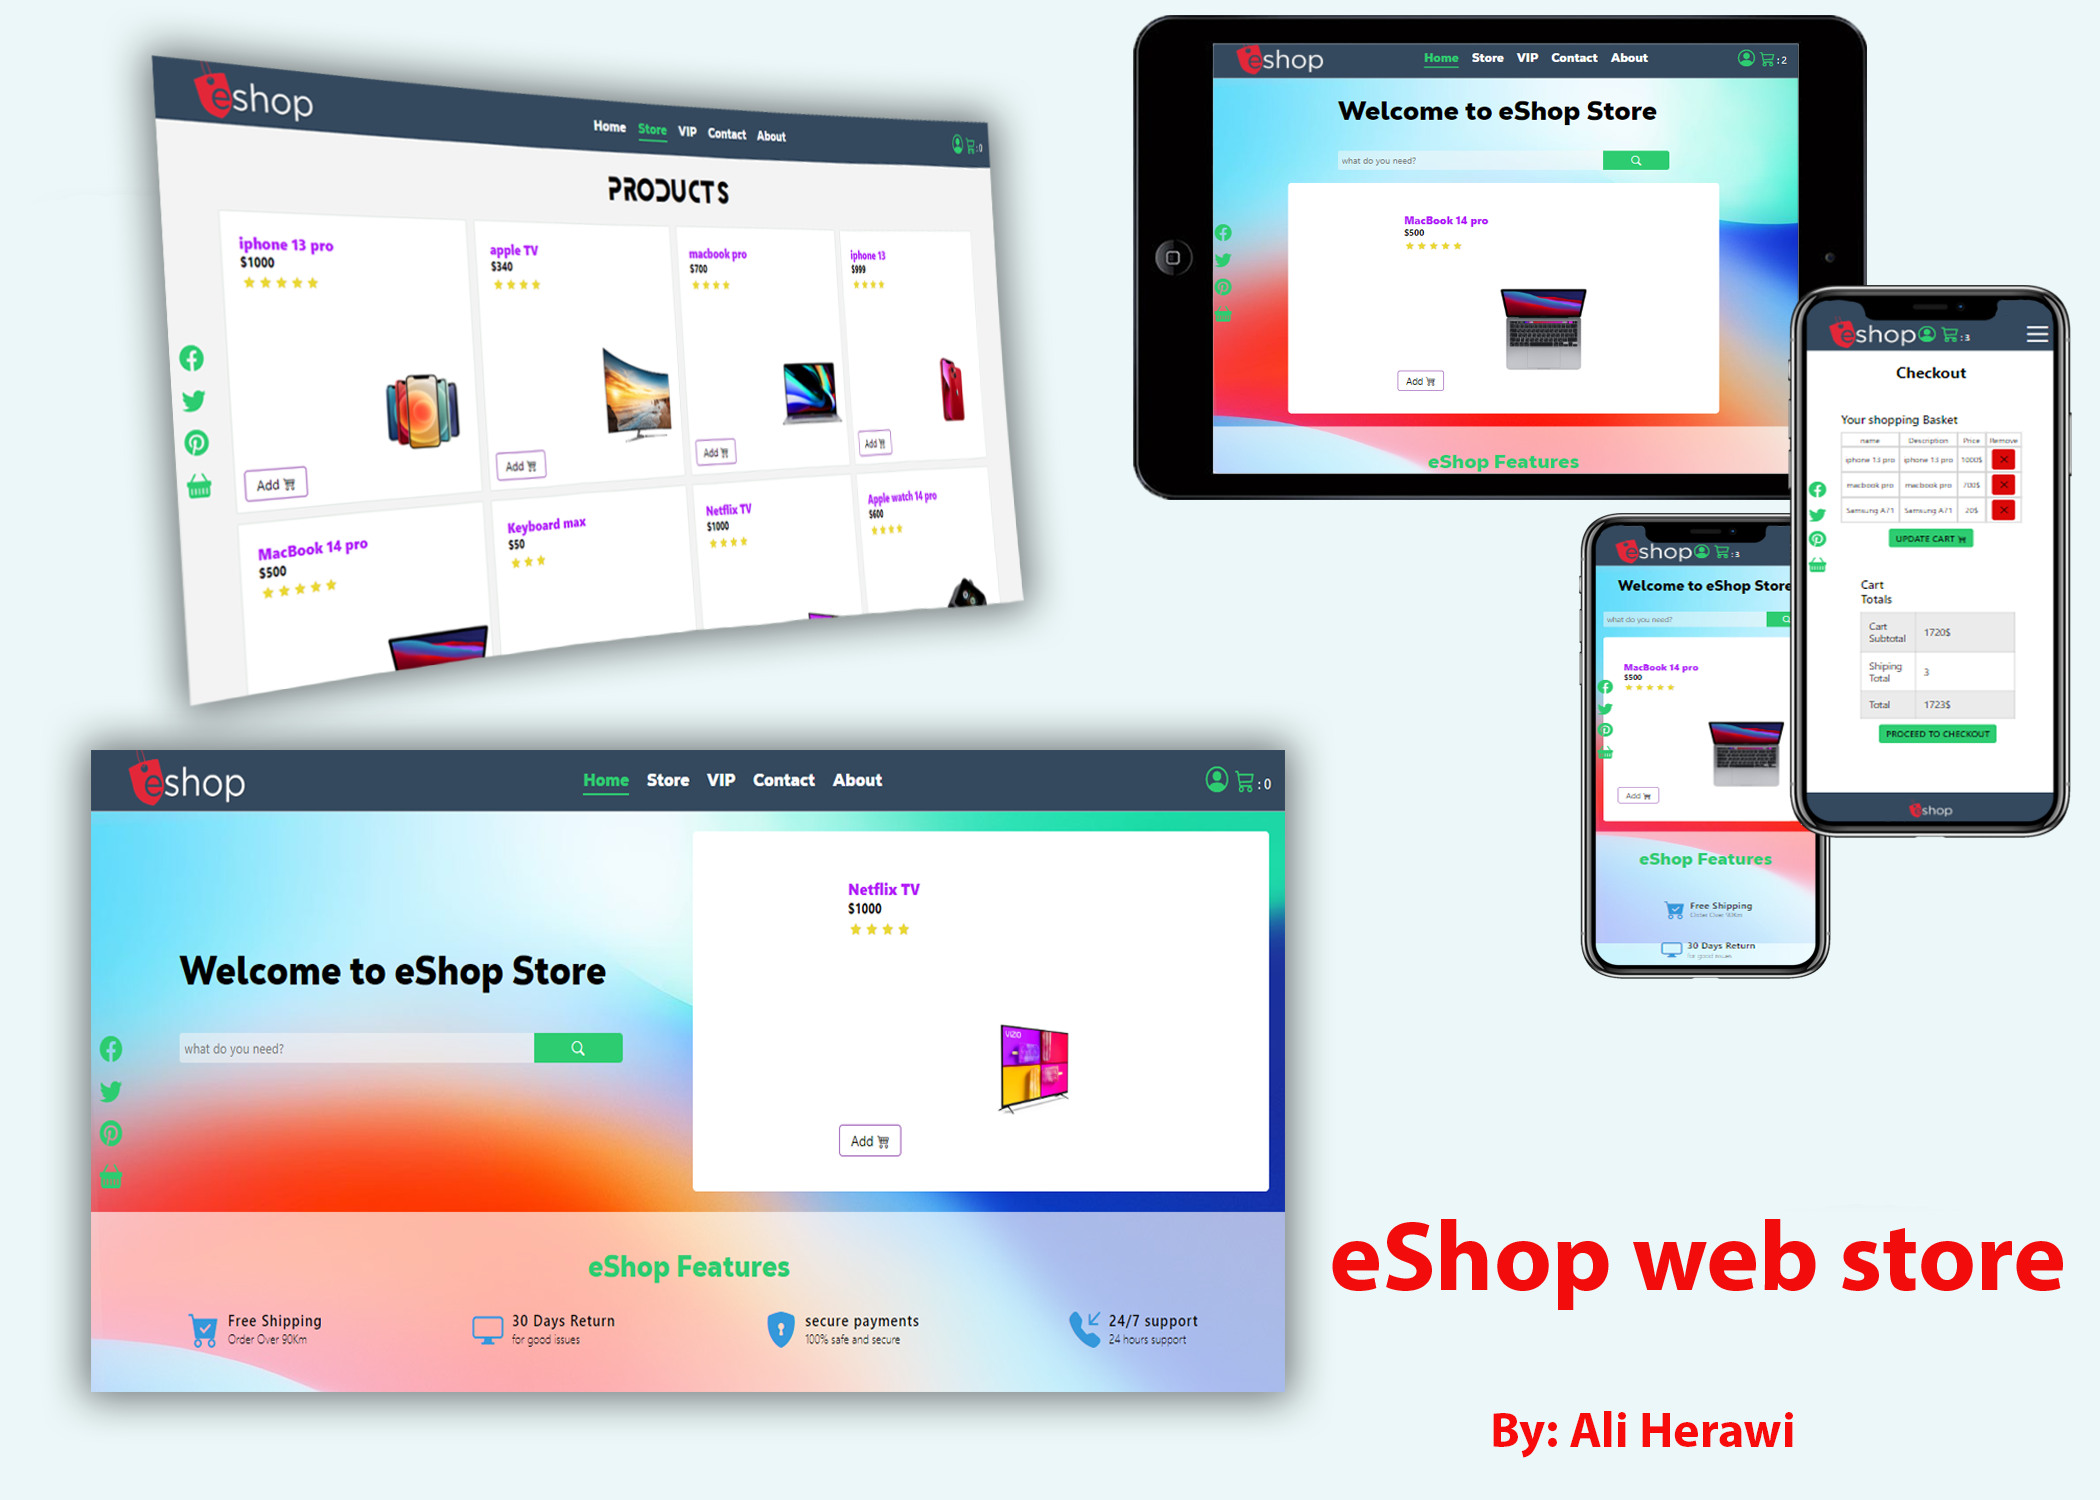 eshop
Home Store VIP Contact About
:0
PRODUCTS
iphone 13 pro
$1000
Add
apple TV
$340
Add
macbook pro
$700
Add
iphone 13
$999
Add
MacBook 14 pro
$500
Keyboard max
$50
Netflix TV
$1000
Apple watch 14 pro
$600
eshop
Home Store VIP Contact About
:2
Welcome to eShop Store
what do you need?
MacBook 14 pro
$500
Add
eShop Features
eshop
:3
Checkout
Your shopping Basket
name Description Price Remove
iphone 13 pro iphone 13 pro 1000$ X
macbook pro macbook pro 700$ X
Samsung A71 Samsung A71 20$ X
UPDATE CART
Cart
Totals
Cart
Subtotal
1720$
Shiping
Total
3
Total 1723$
PROCEED TO CHECKOUT
eshop
eshop
:3
Welcome to eShop Store
what do you need?
MacBook 14 pro
$500
Add
eShop Features
Free Shipping
Order Over 90Km
30 Days Return
for good issues
eshop
Home Store VIP Contact About
:0
Welcome to eShop Store
what do you need?
Netflix TV
$1000
VIZIO
Add
eShop Features
Free Shipping
Order Over 90Km
30 Days Return
for good issues
secure payments
100% safe and secure
24/7 support
24 hours support
eShop web store
By: Ali Herawi